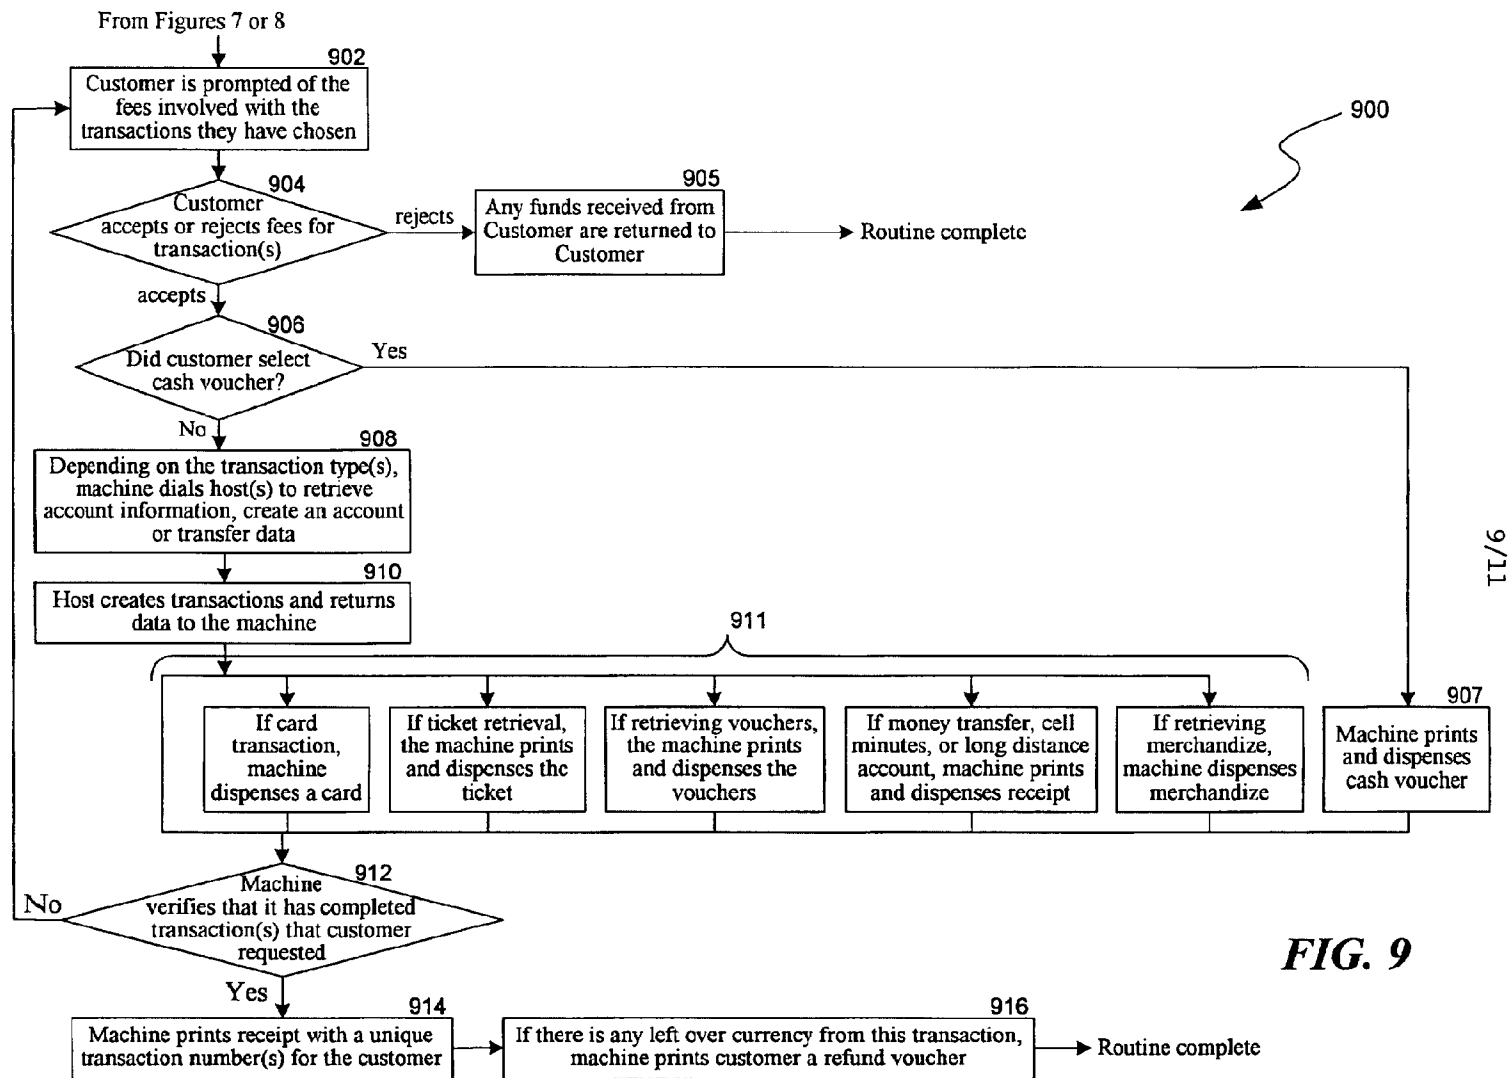 From Figures 7 or 8
902
Customer is prompted of the
fees involved with the
transactions they have chosen
900
904
Customer
accepts or rejects fees for
transaction(s)
rejects
905
Any funds received from
Customer are returned to
Customer
Routine complete
accepts
906
Did customer select
cash voucher?
Yes
No
908
Depending on the transaction type(s),
machine dials host(s) to retrieve
account information, create an account
or transfer data
9/11
910
Host creates transactions and returns
data to the machine
911
If card
transaction,
machine
dispenses a card
If ticket retrieval,
the machine prints
and dispenses the
ticket
If retrieving vouchers,
the machine prints
and dispenses the
vouchers
If money transfer, cell
minutes, or long distance
account, machine prints
and dispenses receipt
If retrieving
merchandize,
machine dispenses
merchandize
907
Machine prints
and dispenses
cash voucher
912
Machine
verifies that it has completed
transaction(s) that customer
requested
No
Yes
FIG. 9
914
Machine prints receipt with a unique
transaction number(s) for the customer
916
If there is any left over currency from this transaction,
machine prints customer a refund voucher
Routine complete